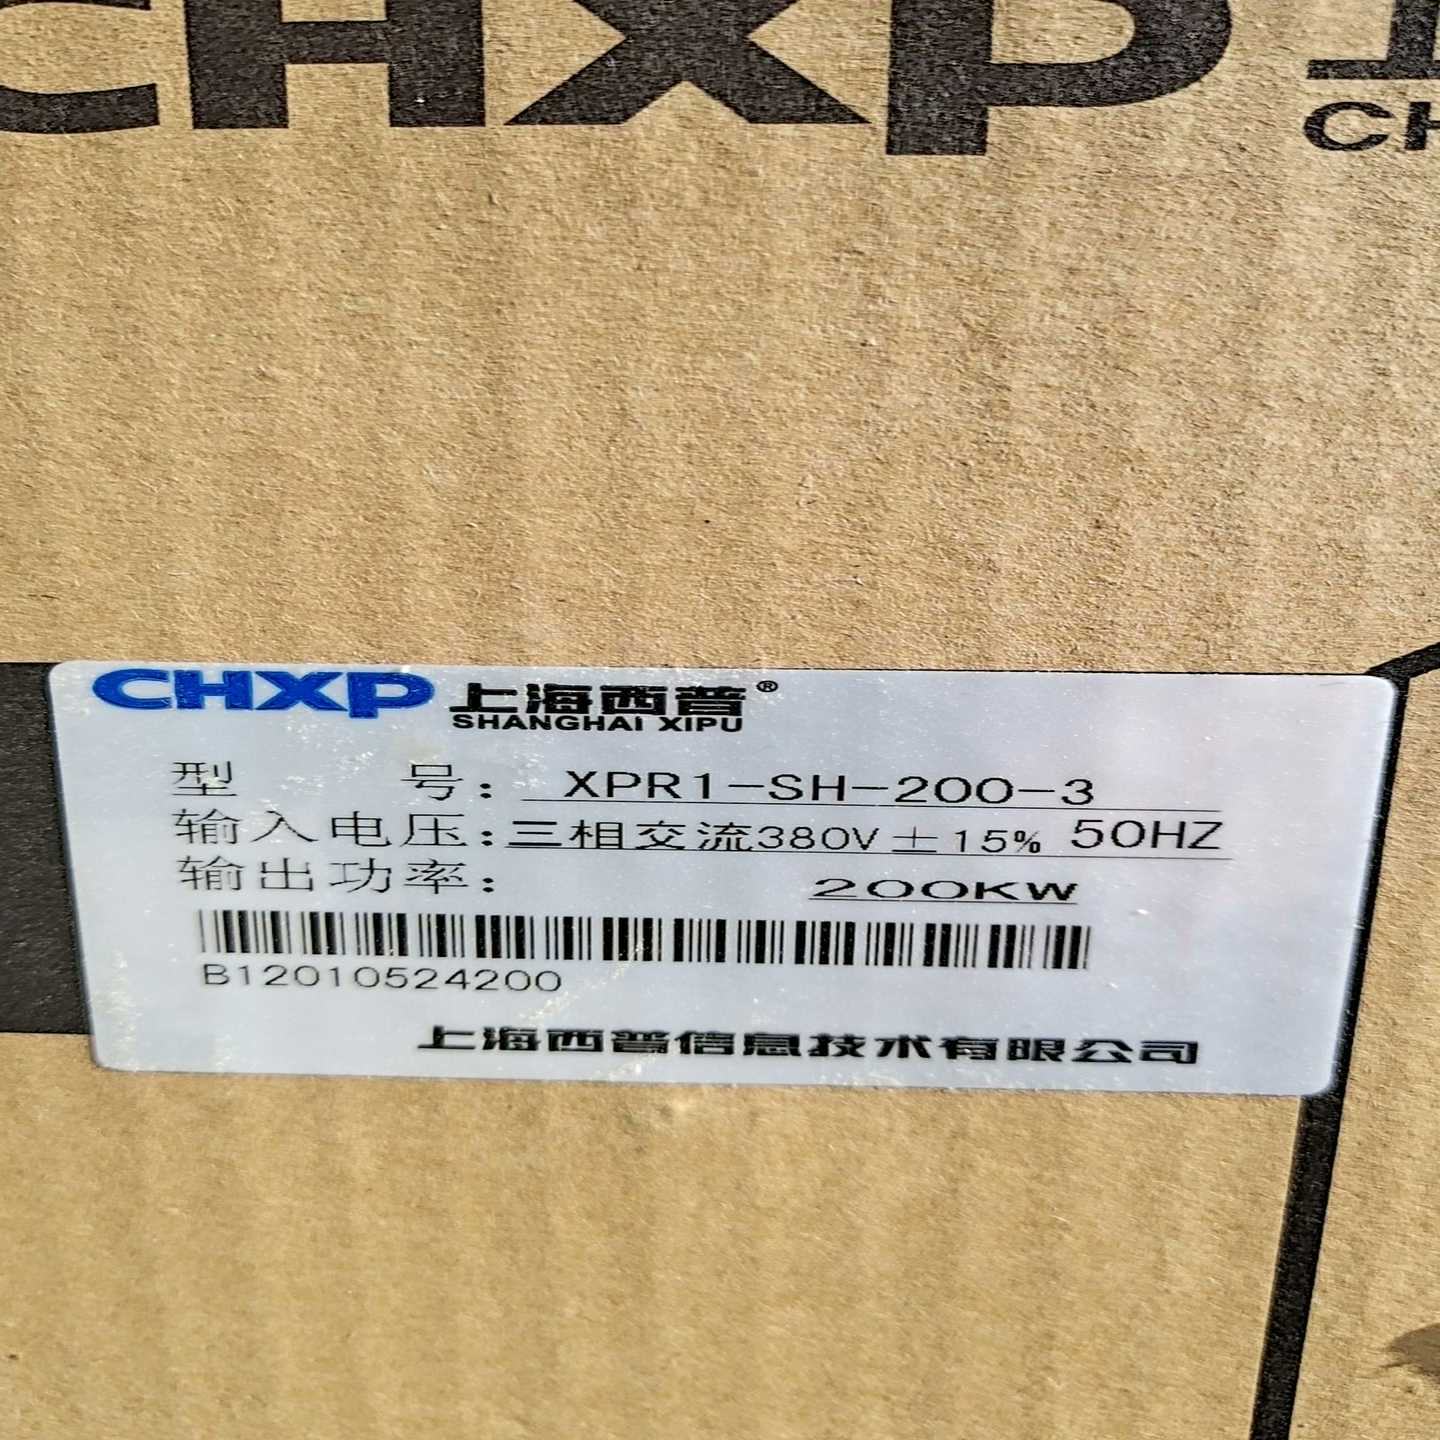 CHXP
CH
CHXP 上海西普®
SHANGHAI XIPU
型 号: XPR1-SH-200-3
输入电压:三相交流380V±15% 50HZ
输出功率: 200KW
B12010524200
上海西普信息技术有限公司